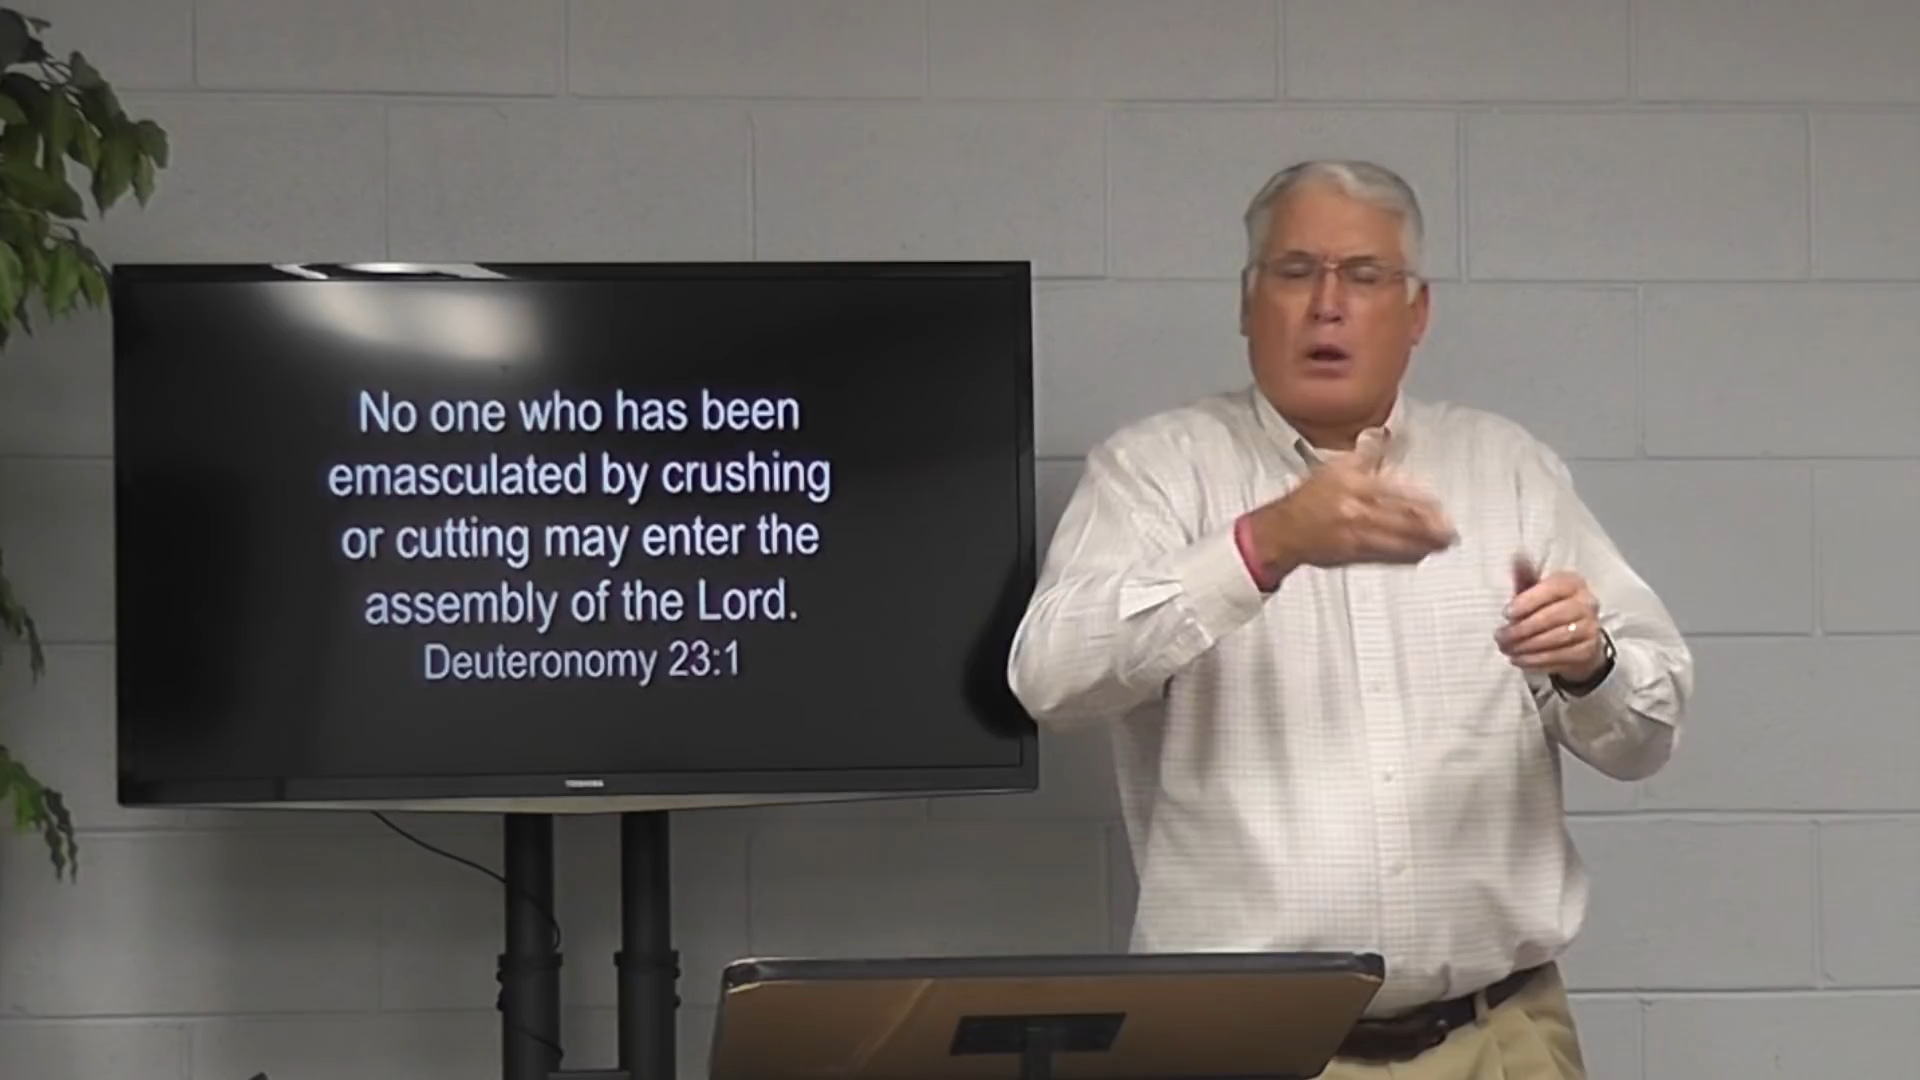 No one who has been
emasculated by crushing
or cutting may enter the
assembly of the Lord.
Deuteronomy 23:1
TOSHIBA